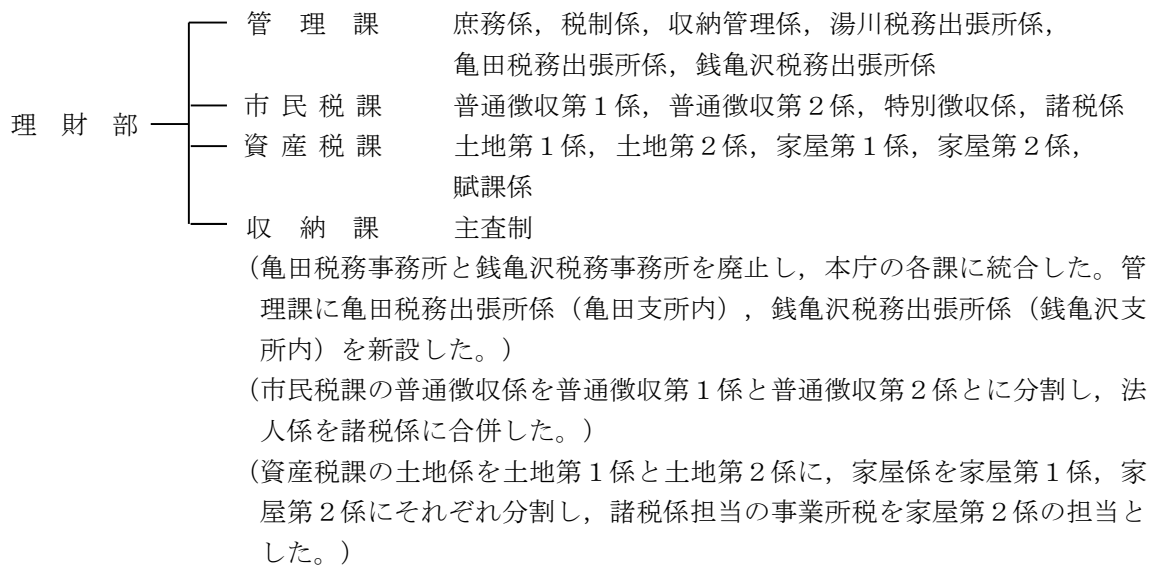 管理課 庶務係，税制係，収納管理係，湯川税務出張所係，
亀田税務出張所係，銭亀沢税務出張所係
理財部 市民税課 普通徴収第１係，普通徴収第２係，特別徴収係，諸税係
資産税課 土地第１係，土地第２係，家屋第１係，家屋第２係，
賦課係
収納課 主査制
（亀田税務事務所と銭亀沢税務事務所を廃止し，本庁の各課に統合した。管
理課に亀田税務出張所係（亀田支所内），銭亀沢税務出張所係（銭亀沢支
所内）を新設した。）
（市民税課の普通徴収係を普通徴収第１係と普通徴収第２係とに分割し，法
人係を諸税係に合併した。）
（資産税課の土地係を土地第１係と土地第２係に，家屋係を家屋第１係，家
屋第２係にそれぞれ分割し，諸税係担当の事業所税を家屋第２係の担当と
した。）